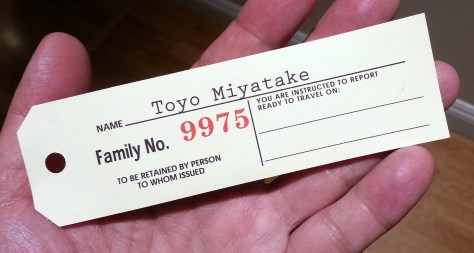 NAME Toyo Miyatake
Family No. 9975
TO BE RETAINED BY PERSON
TO WHOM ISSUED
YOU ARE INSTRUCTED TO REPORT
READY TO TRAVEL ON: